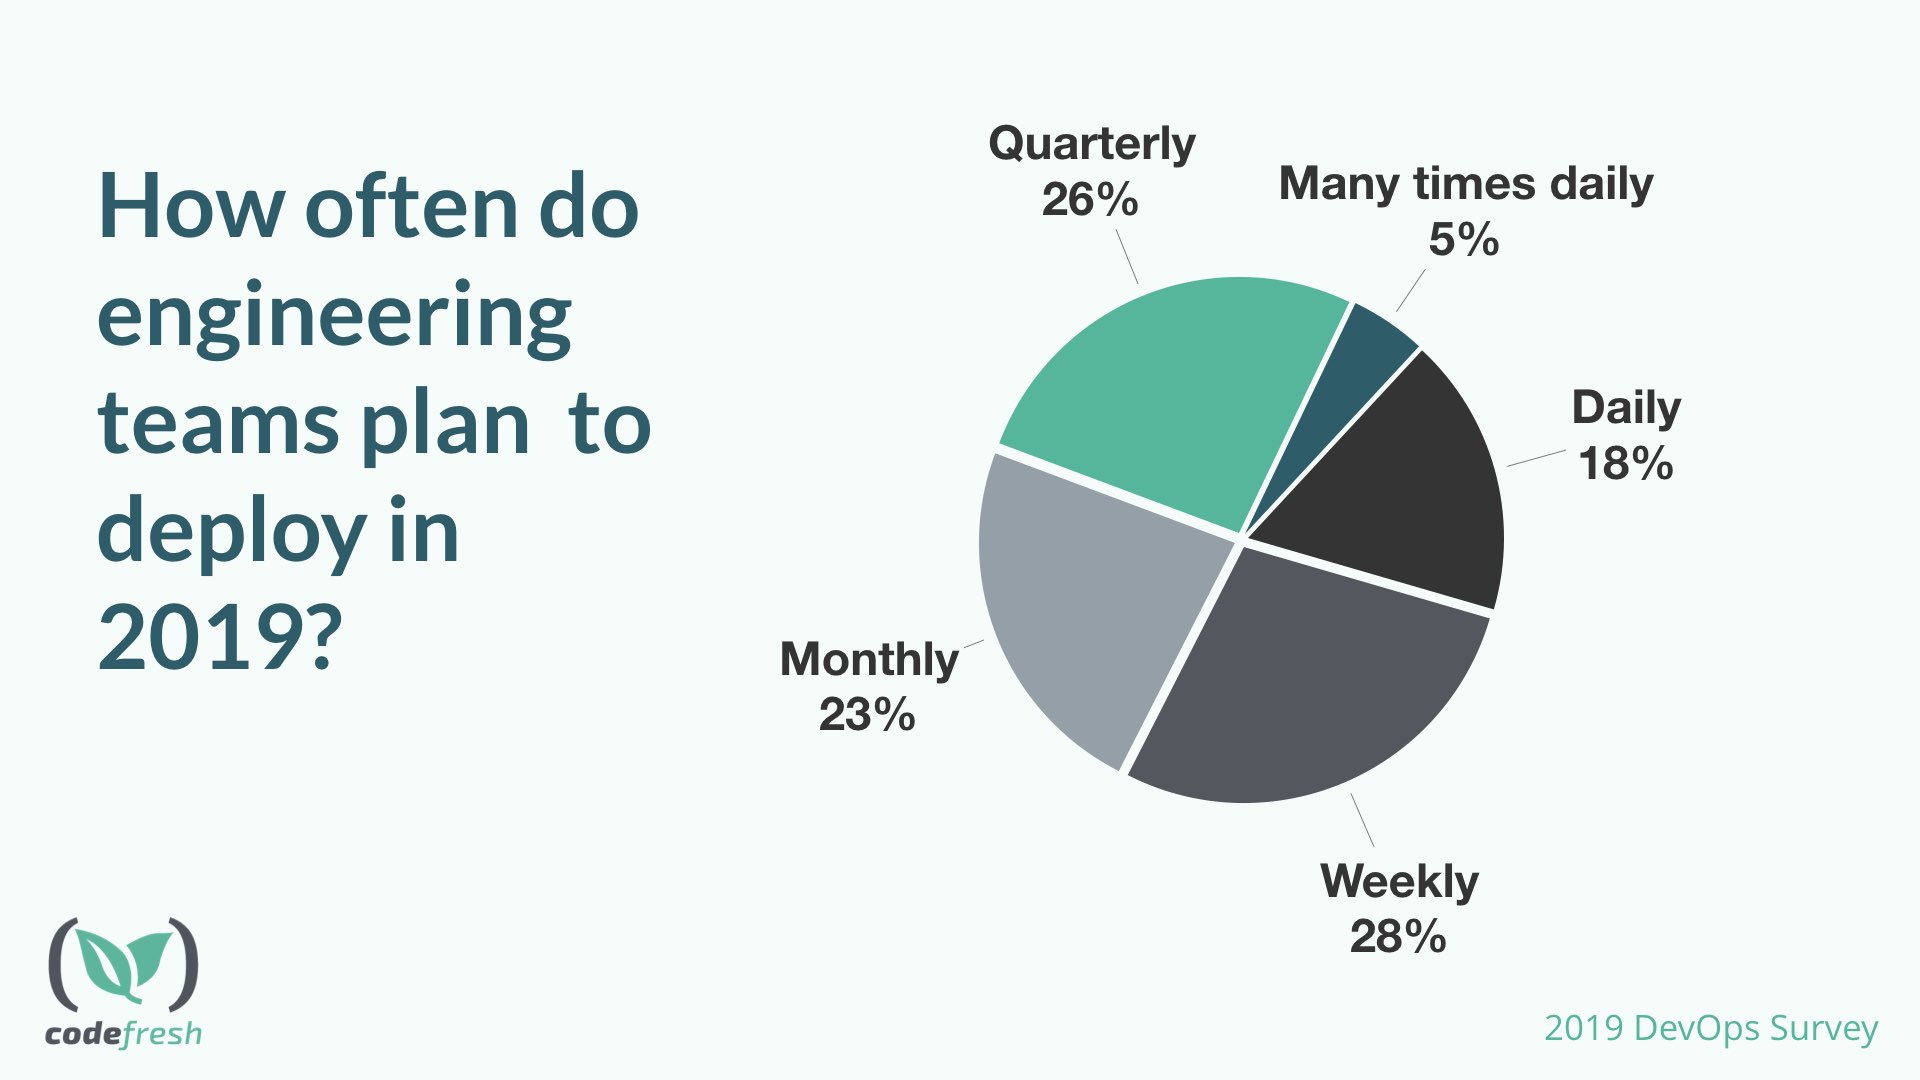 How often do
engineering
teams plan  to
deploy in
2019?
Quarterly
26%
Many times daily
5%
Daily
18%
Monthly
23%
Weekly
28%
codefresh
2019 DevOps Survey